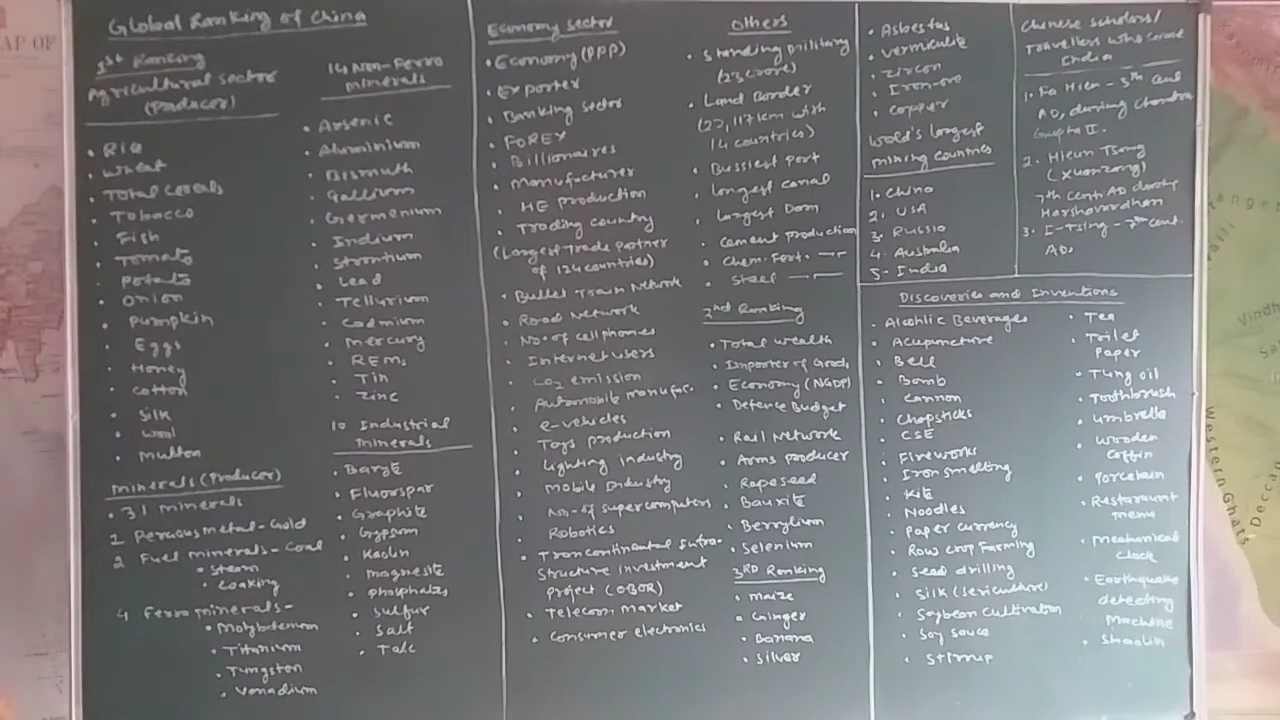 AP OF
Global Ranking of China
1st Ranking
Agricultural sector
(Producer)
• Rice
• Wheat
• Total cereals
• Tobacco
• Fish
• Tomato
• Potato
• Onion
• Pumpkin
• Eggs
• Honey
• Cotton
• Silk
• Wool
• Mutton
Minerals (Producer)
• 31 minerals
1 Percious metal - Gold
2 Fuel minerals - Coal
• Steam
• Coaking
4 Ferro minerals -
• Molybdenum
• Titanium
• Tungston
• Vanadium
14 Non-Ferro
minerals
• Arsenic
• Aluminium
• Bismuth
• Gallium
• Germenium
• Indium
• Strontium
• Lead
• Tellurium
• Cadmium
• Mercury
• REMs
• Tin
• Zinc
10 Industrial
minerals
• Baryte
• Fluorspar
• Graphite
• Gypsum
• Kaolin
• Magnesite
• phosphates
• Sulfur
• Salt
• Talc
Economy sector
• Economy (PPP)
• Exporter
• Banking sector
• FOREX
• Billionaires
• Manufacturer
• HE production
• Trading country
(Largest trade partner
of 124 countries)
• Bullet Train Network
• Road Network
• No. of cellphones
• Internet users
• CO2 emission
• Automobile manufac.
• e-vehicles
• Toys production
• Lighting industry
• Mobile Industry
• No. of supercomputers
• Robotics
• Transcontinental Infra-
structure investment
project (OBOR)
• Telecom market
• Consumer electronics
Others
• Standing military
(23 crore)
• Land Border
(22,117 km with
14 countries)
• Bussiest Port
• longest canal
• largest Dam
• cement production
• Chem. Fert. —"—
• Steel —"—
2nd Ranking
• Total wealth
• Importer of Goods
• Economy (NGDP)
• Defence Budget
• Rail Network
• Arms producer
• Rapeseed
• Bauxite
• Berrylium
• Selenium
3RD Ranking
• Maize
• Ginger
• Banana
• Silver
• Asbestas
• Vermiculite
• Zircon
• Iron-ore
• Copper
World's largest
mining countries
1. China
2. USA
3. Russia
4. Australia
5- India
Chinese scholars/
Travellers who came
India
1. Fa Hien - 5th cent
AD, during Chandra
Gupta II.
2. Hieun Tsang
(Xuanzang)
7th Cent. AD during
Harshavardhan
3. I-Tsing - 7th cent.
AD.
Discoveries and Inventions
• Alcohlic Beverages
• Acupuncture
• Bell
• Bomb
• Cannon
• Chopsticks
• CSE
• Fireworks
• Iron smelting
• Kite
• Noodles
• Paper currency
• Row crop Farming
• Seed drilling
• Silk (sericulture)
• Soybean Cultivation
• Soy sauce
• Stirrup
• Tea
• Toilet
Paper
• Tung oil
• Toothbrush
• umbrella
• Wooden
Coffin
• Porcelain
• Restaraunt
menu
• Mechanical
Clock
• Earthquake
detecting
Machine
• Shaolin
Western Ghats
Deccan
Vindh